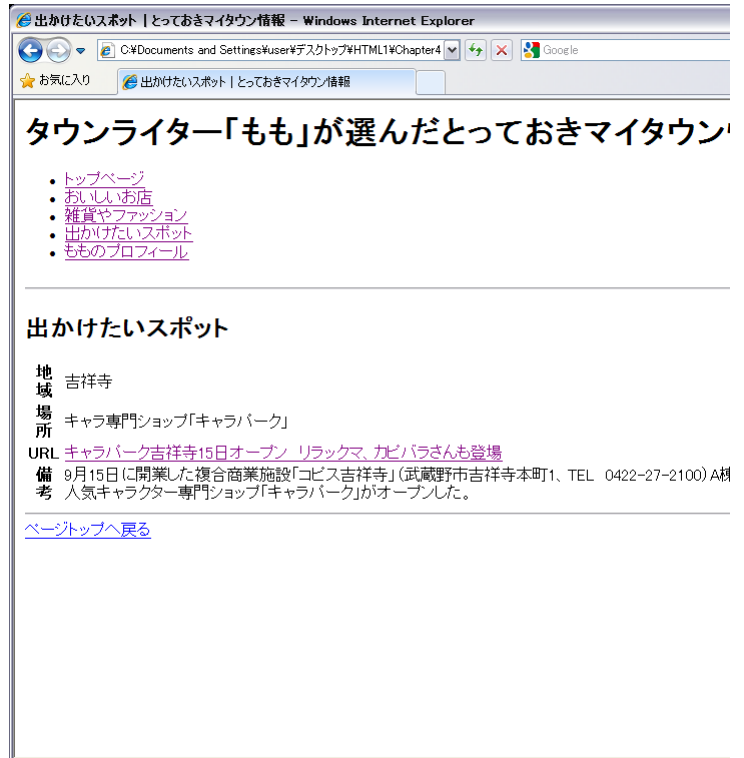 出かけたいスポット | とっておきマイタウン情報 - Windows Internet Explorer
C:¥Documents and Settings¥user¥デスクトップ¥HTML1¥Chapter4
Google
お気に入り
出かけたいスポット | とっておきマイタウン情報
タウンライター「もも」が選んだとっておきマイタウン
トップページ
おいしいお店
雑貨やファッション
出かけたいスポット
もものプロフィール
出かけたいスポット
地域 吉祥寺
場所 キャラ専門ショップ「キャラパーク」
URL キャラパーク吉祥寺15日オープン リラックマ、カピバラさんも登場
備考 9月15日に開業した複合商業施設「コピス吉祥寺」(武蔵野市吉祥寺本町1、TEL 0422-27-2100)A棟
人気キャラクター専門ショップ「キャラパーク」がオープンした。
ページトップへ戻る